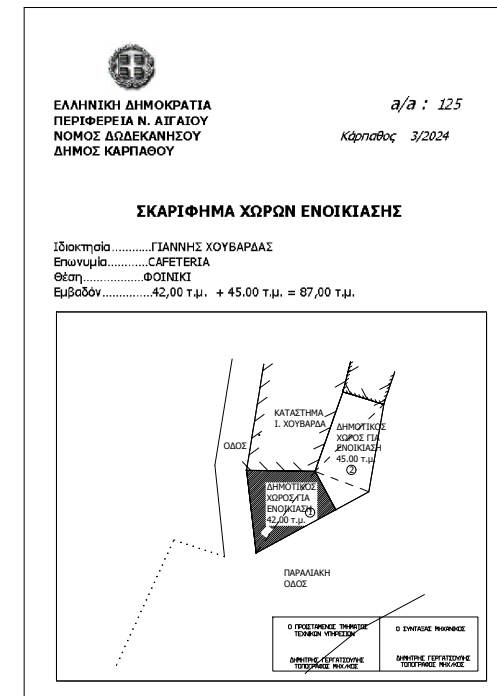 ΕΛΛΗΝΙΚΗ ΔΗΜΟΚΡΑΤΙΑ
ΠΕΡΙΦΕΡΕΙΑ Ν. ΑΙΓΑΙΟΥ
ΝΟΜΟΣ ΔΩΔΕΚΑΝΗΣΟΥ
ΔΗΜΟΣ ΚΑΡΠΑΘΟΥ
a/a : 125
Κάρπαθος 3/2024
ΣΚΑΡΙΦΗΜΑ ΧΩΡΩΝ ΕΝΟΙΚΙΑΣΗΣ
Ιδιοκτησία............ΓΙΑΝΝΗΣ ΧΟΥΒΑΡΔΑΣ
Επωνυμία............CAFETERIA
Θέση..................ΦΟΙΝΙΚΙ
Εμβαδόν...............42,00 τ.μ. + 45.00 τ.μ. = 87,00 τ.μ.
ΟΔΟΣ
ΚΑΤΑΣΤΗΜΑ
Ι. ΧΟΥΒΑΡΔΑ
ΔΗΜΟΤΙΚΟΣ
ΧΩΡΟΣ ΓΙΑ
ΕΝΟΙΚΙΑΣΗ
45.00 τ.μ.
2
ΔΗΜΟΤΙΚΟΣ
ΧΩΡΟΣ ΓΙΑ
ΕΝΟΙΚΙΑΣΗ
42,00 τ.μ.
1
ΠΑΡΑΛΙΑΚΗ
ΟΔΟΣ
Ο ΠΡΟΙΣΤΑΜΕΝΟΣ ΤΜΗΜΑΤΟΣ
ΤΕΧΝΙΚΩΝ ΥΠΗΡΕΣΙΩΝ
ΔΗΜΗΤΡΗΣ ΓΕΡΓΑΤΣΟΥΛΗΣ
ΤΟΠΟΓΡΑΦΟΣ ΜΗΧ/ΚΟΣ
Ο ΣΥΝΤΑΞΑΣ ΜΗΧΑΝΙΚΟΣ
ΔΗΜΗΤΡΗΣ ΓΕΡΓΑΤΣΟΥΛΗΣ
ΤΟΠΟΓΡΑΦΟΣ ΜΗΧ/ΚΟΣ